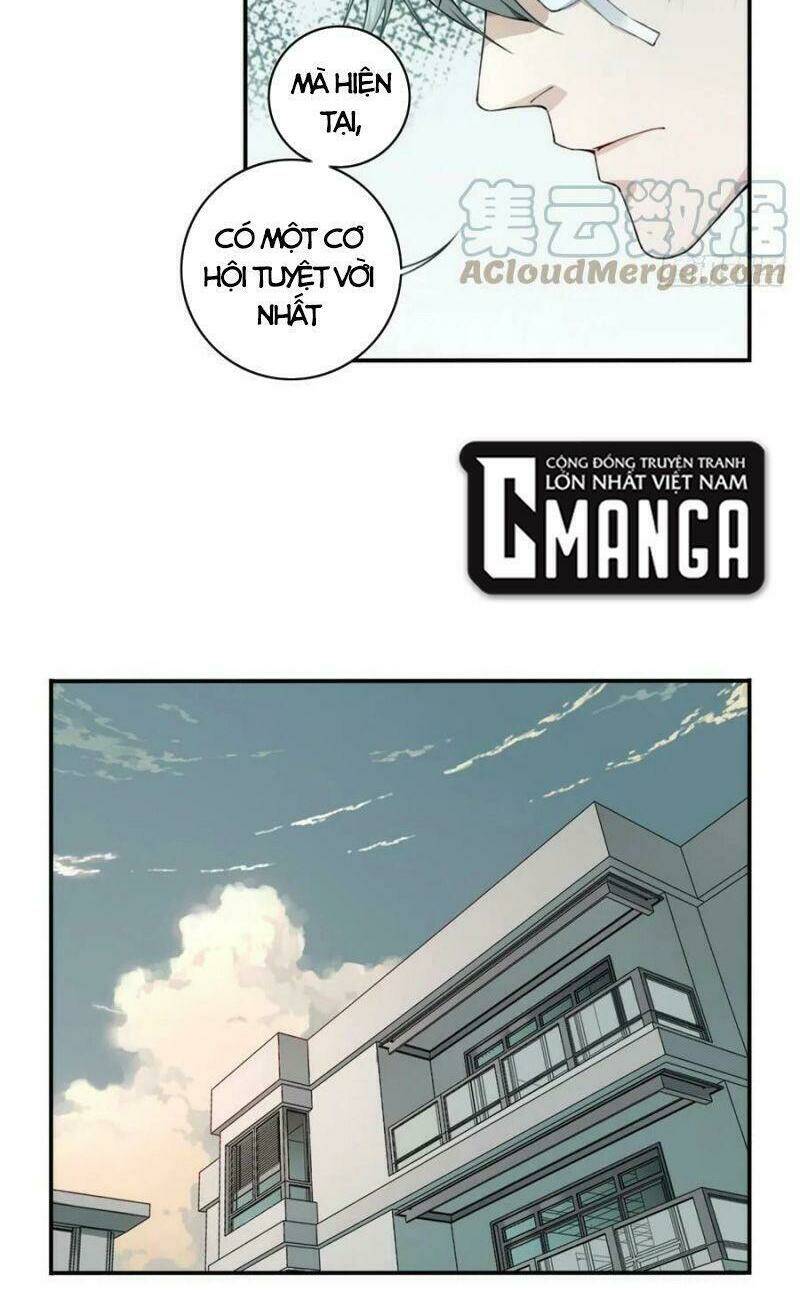 MÀ HIỆN
TẠI,
CÓ MỘT CƠ
HỘI TUYỆT VỜI
NHẤT
集云数据
ACloudMerge.com
CỘNG ĐỒNG TRUYỆN TRANH
LỚN NHẤT VIỆT NAM
CMANGA